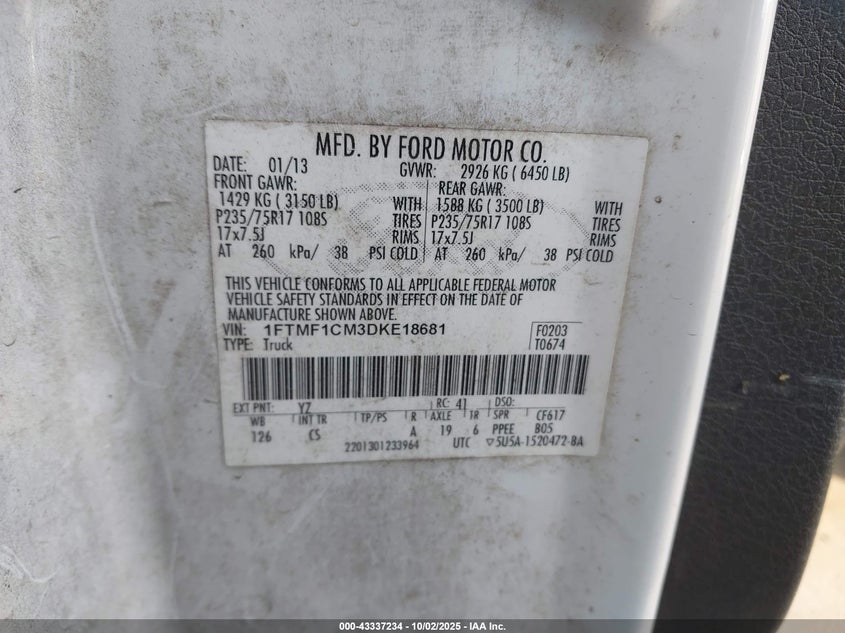 MFD. BY FORD MOTOR CO.
DATE: 01/13 GVWR: 2926 KG ( 6450 LB)
FRONT GAWR: REAR GAWR:
1429 KG ( 3150 LB) WITH 1588 KG ( 3500 LB) WITH
P235/75R17 108S TIRES P235/75R17 108S TIRES
17x7.5J RIMS 17x7.5J RIMS
AT 260 kPa/ 38 PSI COLD AT 260 kPa/ 38 PSI COLD
THIS VEHICLE CONFORMS TO ALL APPLICABLE FEDERAL MOTOR
VEHICLE SAFETY STANDARDS IN EFFECT ON THE DATE OF
MANUFACTURE SHOWN ABOVE.
VIN: 1FTMF1CM3DKE18681 F0203
TYPE: Truck T0674
EXT PNT: YZ RC: 41 DSO:
WB INT TR TP/PS R AXLE TR SPR CF617
126 CS A 19 6 PPEE B05
2201301233964 UTC ▽5U5A-1520472-BA
000-43337234 - 10/02/2025 - IAA Inc.